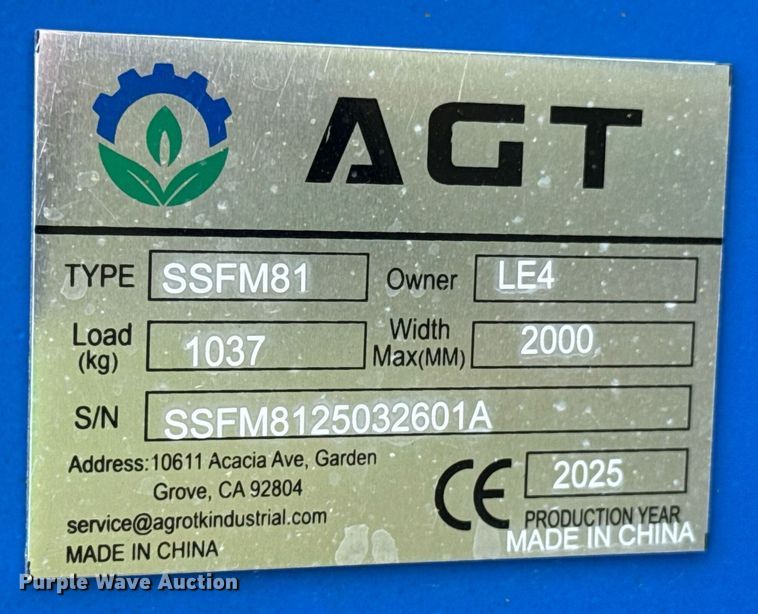 AGT
TYPE SSFM81 Owner LE4
Load (kg) 1037 Width Max(MM) 2000
S/N SSFM8125032601A
Address:10611 Acacia Ave, Garden
Grove, CA 92804
service@agrotkindustrial.com
MADE IN CHINA
CE 2025
PRODUCTION YEAR
MADE IN CHINA
Purple Wave Auction